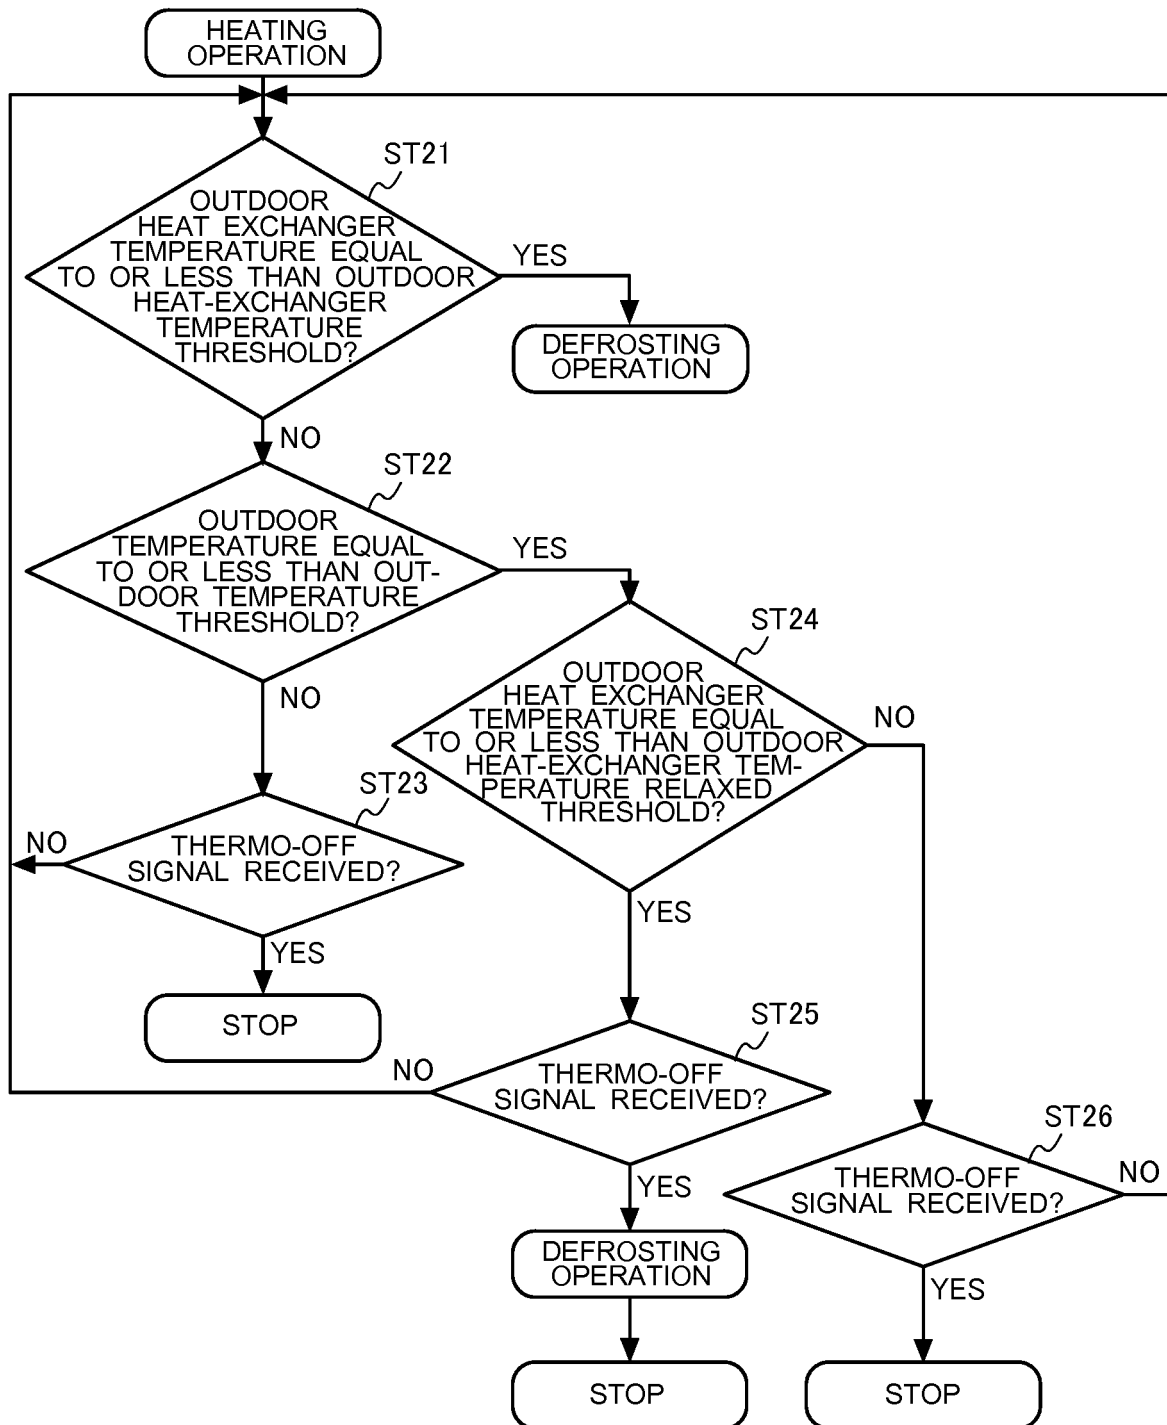 HEATING
OPERATION
ST21
OUTDOOR
HEAT EXCHANGER
TEMPERATURE EQUAL
TO OR LESS THAN OUTDOOR
HEAT-EXCHANGER
TEMPERATURE
THRESHOLD?
YES
DEFROSTING
OPERATION
NO
ST22
OUTDOOR
TEMPERATURE EQUAL
TO OR LESS THAN OUT-
DOOR TEMPERATURE
THRESHOLD?
YES
NO
ST24
OUTDOOR
HEAT EXCHANGER
TEMPERATURE EQUAL
TO OR LESS THAN OUTDOOR
HEAT-EXCHANGER TEM-
PERATURE RELAXED
THRESHOLD?
NO
YES
ST23
THERMO-OFF
SIGNAL RECEIVED?
NO
YES
STOP
ST25
THERMO-OFF
SIGNAL RECEIVED?
NO
YES
DEFROSTING
OPERATION
STOP
ST26
THERMO-OFF
SIGNAL RECEIVED?
NO
YES
STOP